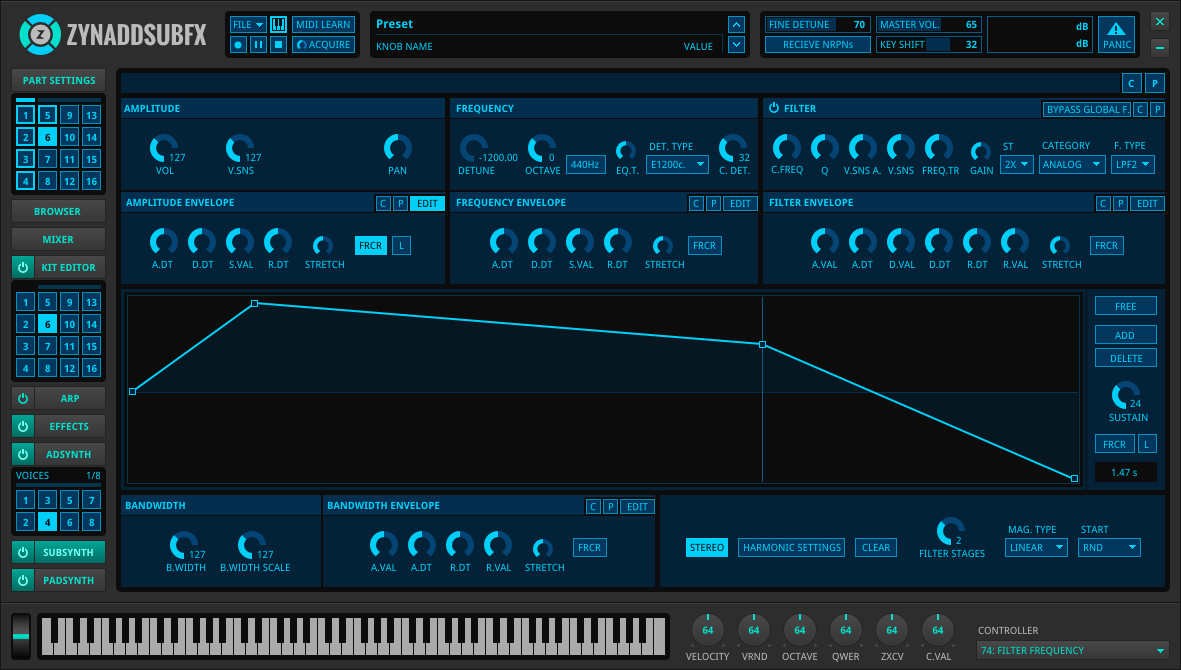 ZYNADDSUBFX
FILE
MIDI LEARN
ACQUIRE
Preset
KNOB NAME VALUE
FINE DETUNE 70
MASTER VOL. 65
RECIEVE NRPNs
KEY SHIFT 32
dB
dB
PANIC
PART SETTINGS
1 5 9 13
2 6 10 14
3 7 11 15
4 8 12 16
BROWSER
MIXER
KIT EDITOR
1 5 9 13
2 6 10 14
3 7 11 15
4 8 12 16
ARP
EFFECTS
ADSYNTH
VOICES 1/8
1 3 5 7
2 4 6 8
SUBSYNTH
PADSYNTH
C P
AMPLITUDE
127 127
VOL V.SNS PAN
FREQUENCY
DET. TYPE
-1200.00 0 440Hz E1200c. 32
DETUNE OCTAVE EQ.T. C. DET.
FILTER BYPASS GLOBAL F. C P
ST CATEGORY F. TYPE
2X ANALOG LPF2
C.FREQ Q V.SNS A. V.SNS FREQ.TR GAIN
AMPLITUDE ENVELOPE C P EDIT
FRCR L
A.DT D.DT S.VAL R.DT STRETCH
FREQUENCY ENVELOPE C P EDIT
FRCR
A.DT D.DT S.VAL R.DT STRETCH
FILTER ENVELOPE C P EDIT
FRCR
A.VAL A.DT D.VAL D.DT R.DT R.VAL STRETCH
FREE
ADD
DELETE
24
SUSTAIN
FRCR L
1.47 s
BANDWIDTH
127 127
B.WIDTH B.WIDTH SCALE
BANDWIDTH ENVELOPE C P EDIT
FRCR
A.VAL A.DT R.DT R.VAL STRETCH
STEREO HARMONIC SETTINGS CLEAR
2
FILTER STAGES
MAG. TYPE START
LINEAR RND
64 64 64 64 64 64
VELOCITY VRND OCTAVE QWER ZXCV C.VAL
CONTROLLER
74: FILTER FREQUENCY